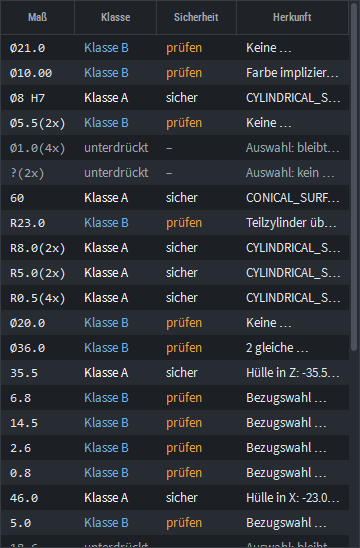 Maß Klasse Sicherheit Herkunft
Ø21.0 Klasse B prüfen Keine …
Ø10.00 Klasse B prüfen Farbe implizier…
Ø8 H7 Klasse A sicher CYLINDRICAL_S…
Ø5.5(2x) Klasse B prüfen Keine …
Ø1.0(4x) unterdrückt – Auswahl: bleibt…
?(2x) unterdrückt – Auswahl: kein …
60 Klasse A sicher CONICAL_SURF…
R23.0 Klasse B prüfen Teilzylinder üb…
R8.0(2x) Klasse A sicher CYLINDRICAL_S…
R5.0(2x) Klasse A sicher CYLINDRICAL_S…
R0.5(4x) Klasse A sicher CYLINDRICAL_S…
Ø20.0 Klasse B prüfen Keine …
Ø36.0 Klasse B prüfen 2 gleiche …
35.5 Klasse A sicher Hülle in Z: -35.5…
6.8 Klasse B prüfen Bezugswahl …
14.5 Klasse B prüfen Bezugswahl …
2.6 Klasse B prüfen Bezugswahl …
0.8 Klasse B prüfen Bezugswahl …
46.0 Klasse A sicher Hülle in X: -23.0…
5.0 Klasse B prüfen Bezugswahl …
unterdrückt Auswahl: bleibt…